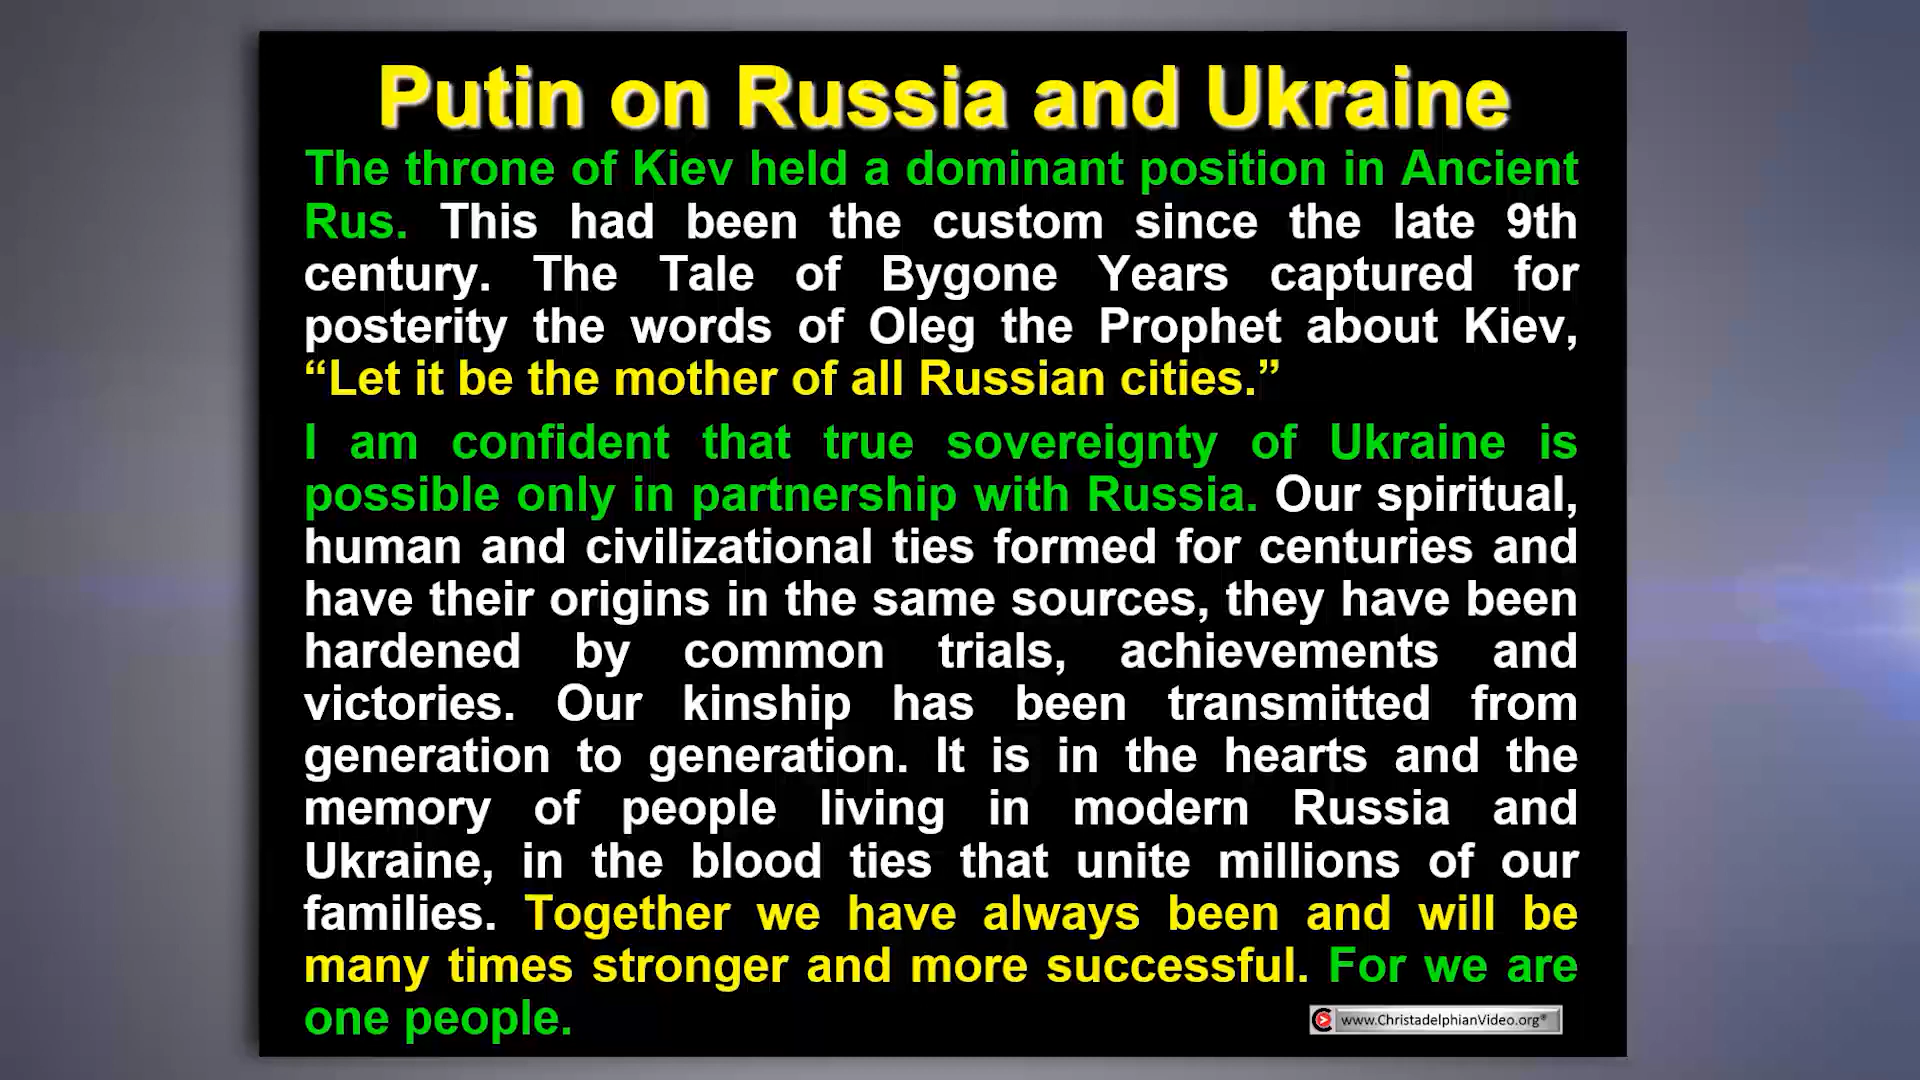 Putin on Russia and Ukraine
The throne of Kiev held a dominant position in Ancient
Rus. This had been the custom since the late 9th
century. The Tale of Bygone Years captured for
posterity the words of Oleg the Prophet about Kiev,
“Let it be the mother of all Russian cities.”
I am confident that true sovereignty of Ukraine is
possible only in partnership with Russia. Our spiritual,
human and civilizational ties formed for centuries and
have their origins in the same sources, they have been
hardened by common trials, achievements and
victories. Our kinship has been transmitted from
generation to generation. It is in the hearts and the
memory of people living in modern Russia and
Ukraine, in the blood ties that unite millions of our
families. Together we have always been and will be
many times stronger and more successful. For we are
one people.
www.ChristadelphianVideo.org®